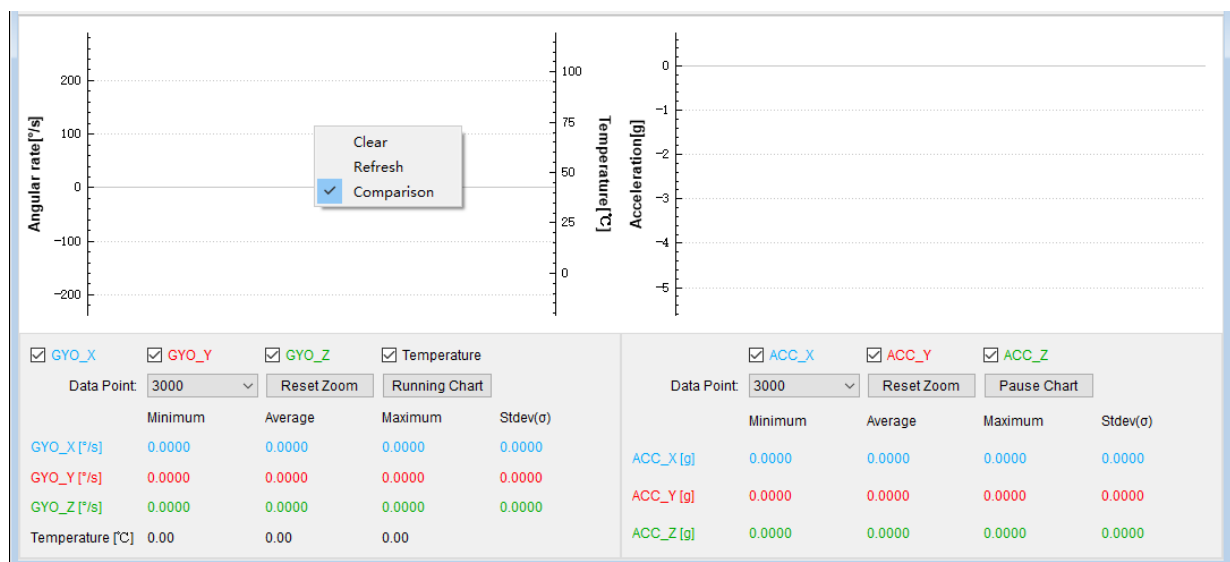 Angular rate[°/s]
200
100
0
−100
−200
Clear
Refresh
Comparison
100
75
50
25
0
Temperature[℃]
Acceleration[g]
0
−1
−2
−3
−4
−5
GYO_X GYO_Y GYO_Z Temperature
Data Point: 3000 Reset Zoom Running Chart
Minimum Average Maximum Stdev(σ)
GYO_X [°/s] 0.0000 0.0000 0.0000 0.0000
GYO_Y [°/s] 0.0000 0.0000 0.0000 0.0000
GYO_Z [°/s] 0.0000 0.0000 0.0000 0.0000
Temperature [℃] 0.00 0.00 0.00
ACC_X ACC_Y ACC_Z
Data Point: 3000 Reset Zoom Pause Chart
Minimum Average Maximum Stdev(σ)
ACC_X [g] 0.0000 0.0000 0.0000 0.0000
ACC_Y [g] 0.0000 0.0000 0.0000 0.0000
ACC_Z [g] 0.0000 0.0000 0.0000 0.0000